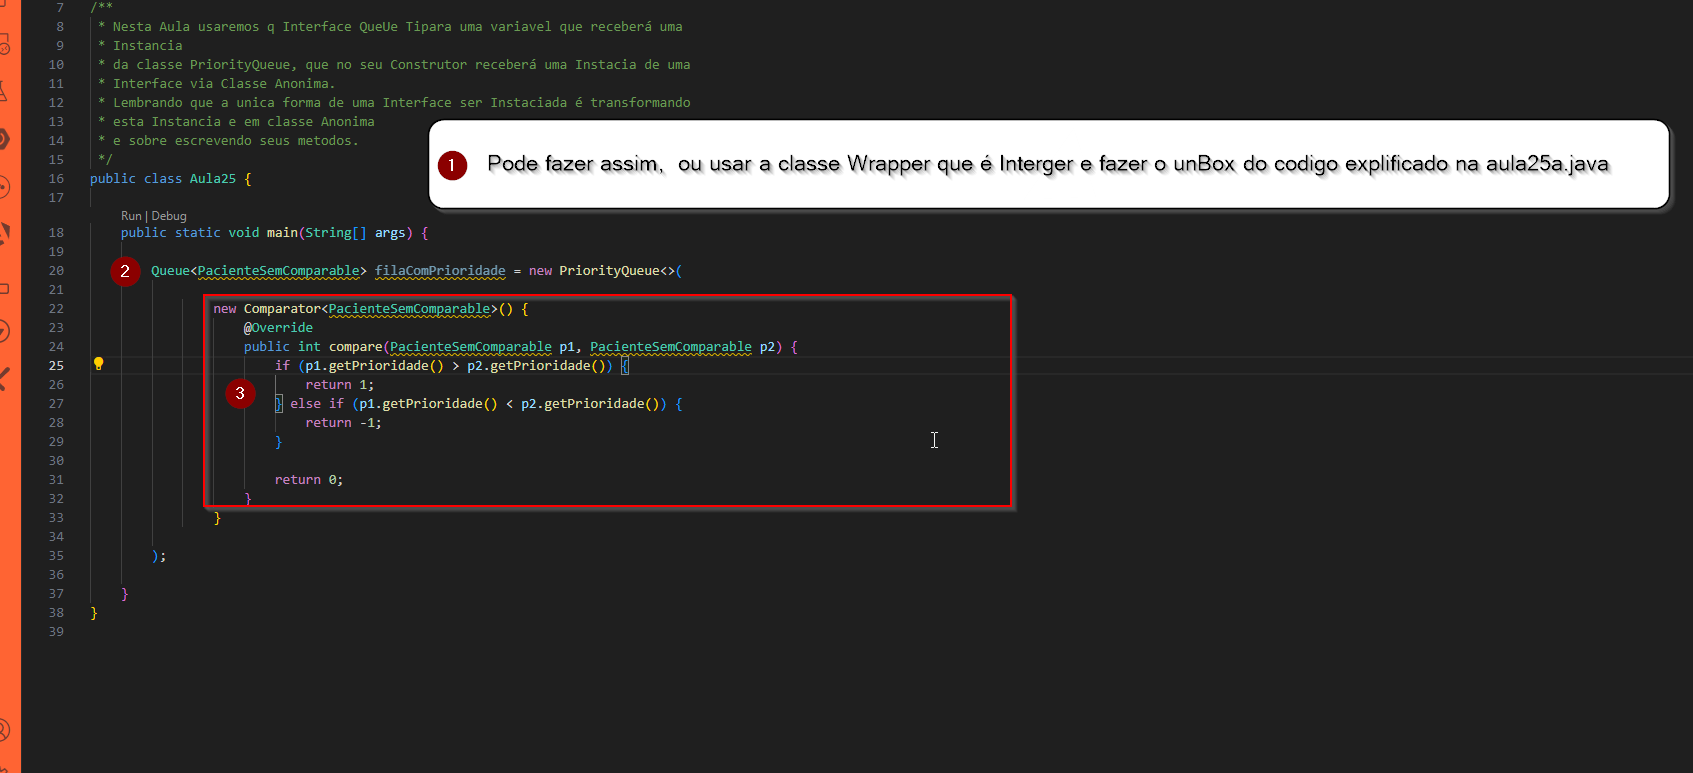 7 /**
8 * Nesta Aula usaremos q Interface QueUe Tipara uma variavel que receberá uma
9 * Instancia
10 * da classe PriorityQueue, que no seu Construtor receberá uma Instacia de uma
11 * Interface via Classe Anonima.
12 * Lembrando que a unica forma de uma Interface ser Instaciada é transformando
13 * esta Instancia e em classe Anonima
14 * e sobre escrevendo seus metodos.
15 */
1 Pode fazer assim, ou usar a classe Wrapper que é Interger e fazer o unBox do codigo explificado na aula25a.java
16 public class Aula25 {
17
Run | Debug
18 public static void main(String[] args) {
19
20 2 Queue<PacienteSemComparable> filaComPrioridade = new PriorityQueue<>(
21
22 new Comparator<PacienteSemComparable>() {
23 @Override
24 public int compare(PacienteSemComparable p1, PacienteSemComparable p2) {
25 if (p1.getPrioridade() > p2.getPrioridade()) {
26 return 1;
27 3 } else if (p1.getPrioridade() < p2.getPrioridade()) {
28 return -1;
29 }
30
31 return 0;
32 }
33 }
34
35 );
36
37 }
38 }
39